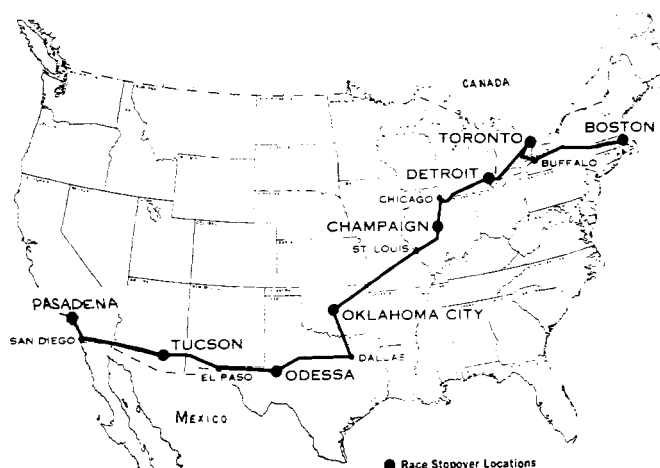 CANADA
TORONTO
BOSTON
BUFFALO
DETROIT
CHICAGO
CHAMPAIGN
ST. LOUIS
PASADENA
OKLAHOMA CITY
SAN DIEGO
TUCSON
DALLAS
EL PASO
ODESSA
MEXICO
Race Stopover Locations